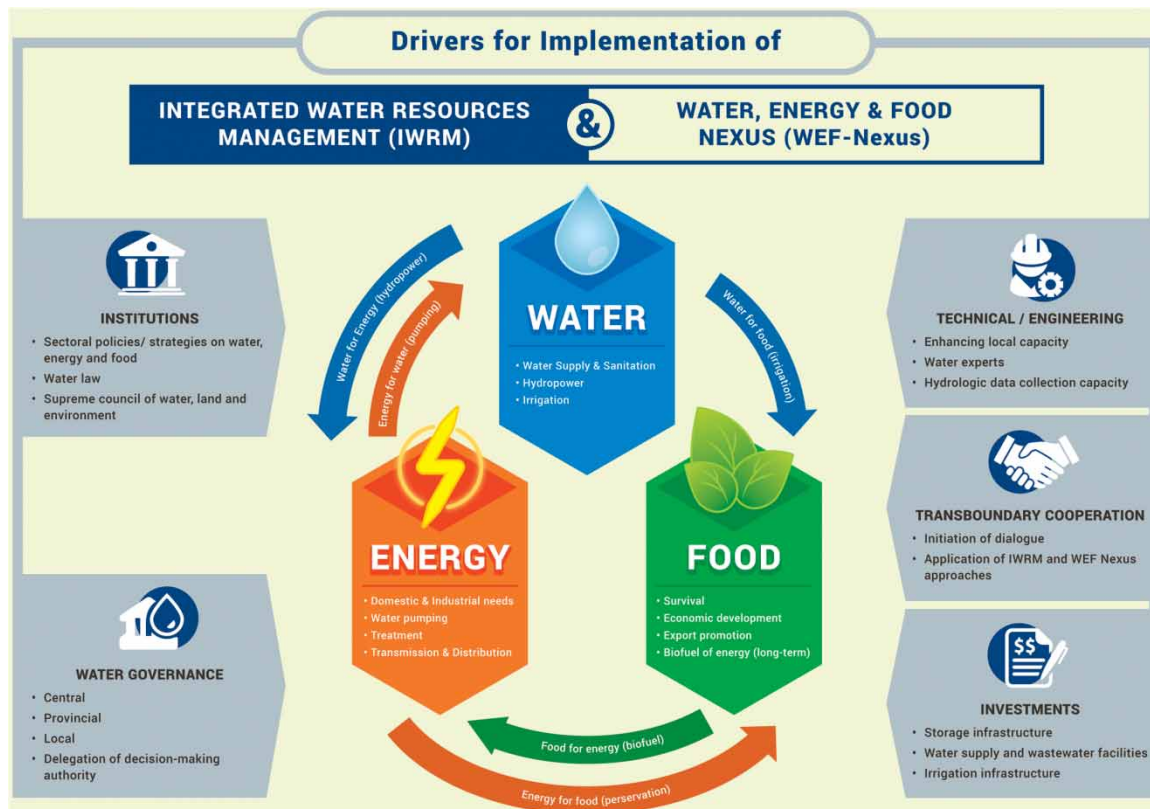 Drivers for Implementation of
INTEGRATED WATER RESOURCES
MANAGEMENT (IWRM)
&
WATER, ENERGY & FOOD
NEXUS (WEF-Nexus)
INSTITUTIONS
• Sectoral policies/ strategies on water,
energy and food
• Water law
• Supreme council of water, land and
environment
WATER GOVERNANCE
• Central
• Provincial
• Local
• Delegation of decision-making
authority
Water for Energy (hydropower)
Energy for water (pumping)
WATER
• Water Supply & Sanitation
• Hydropower
• Irrigation
Water for food (irrigation)
ENERGY
• Domestic & Industrial needs
• Water pumping
• Treatment
• Transmission & Distribution
FOOD
• Survival
• Economic development
• Export promotion
• Biofuel of energy (long-term)
Food for energy (biofuel)
Energy for food (perservation)
TECHNICAL / ENGINEERING
• Enhancing local capacity
• Water experts
• Hydrologic data collection capacity
TRANSBOUNDARY COOPERATION
• Initiation of dialogue
• Application of IWRM and WEF Nexus
approaches
$$
INVESTMENTS
• Storage infrastructure
• Water supply and wastewater facilities
• Irrigation infrastructure